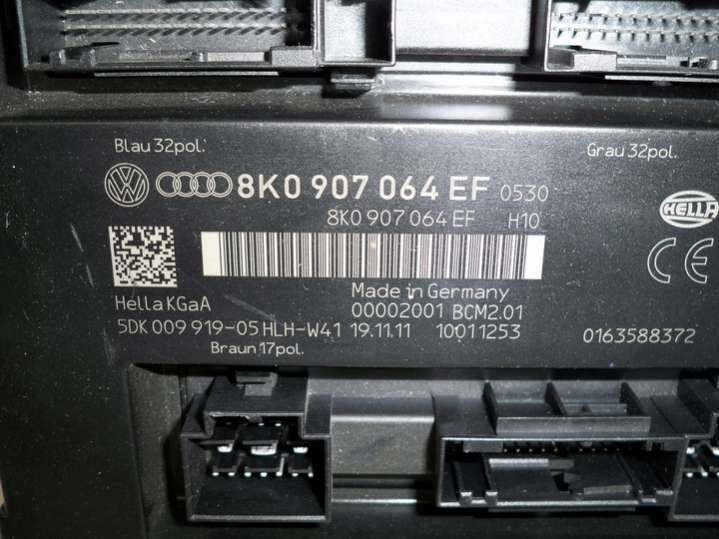 Blau 32pol.
Grau 32pol.
8K0 907 064 EF 0530
8K0 907 064 EF H10
HELLA
Made in Germany
Hella KGaA
00002001 BCM2.01
5DK 009 919-05 HLH-W41 19.11.11 10011253
0163588372
Braun 17pol.